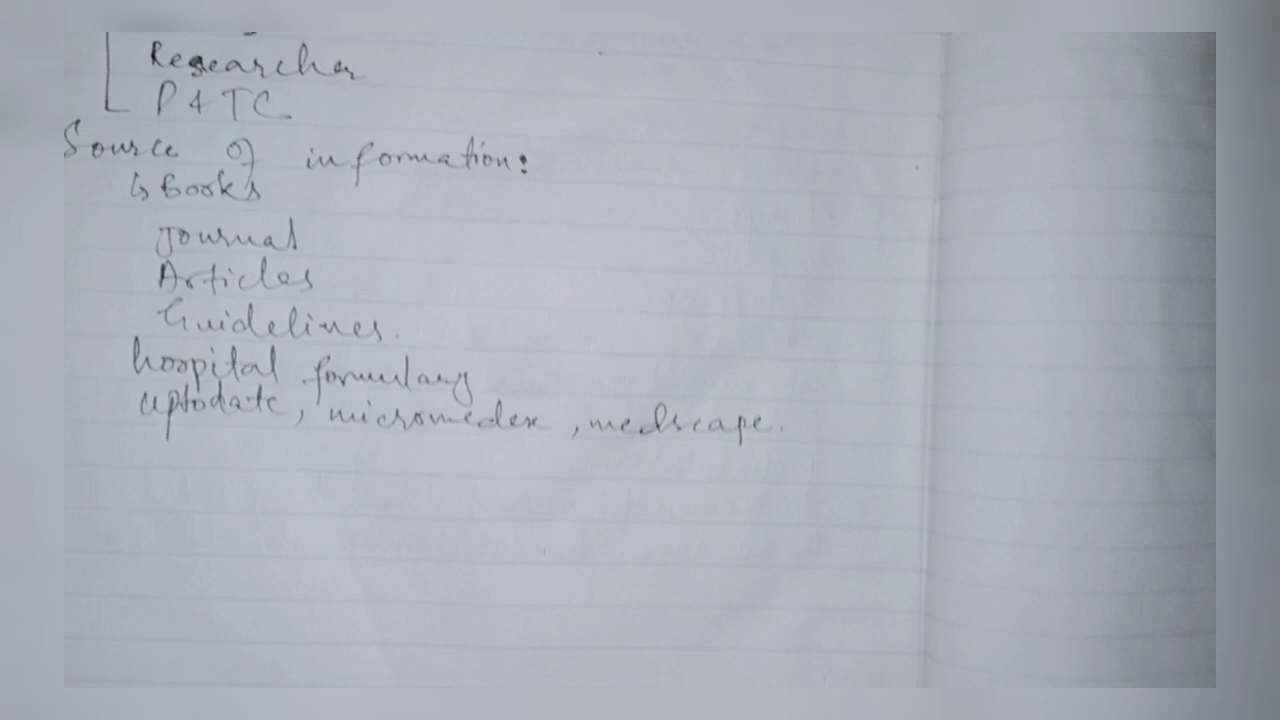 Researcher
P & TC
Source of information:
↳ Books
Journal
Articles
Guidelines.
hospital formulary
uptodate, micromedex, medscape.